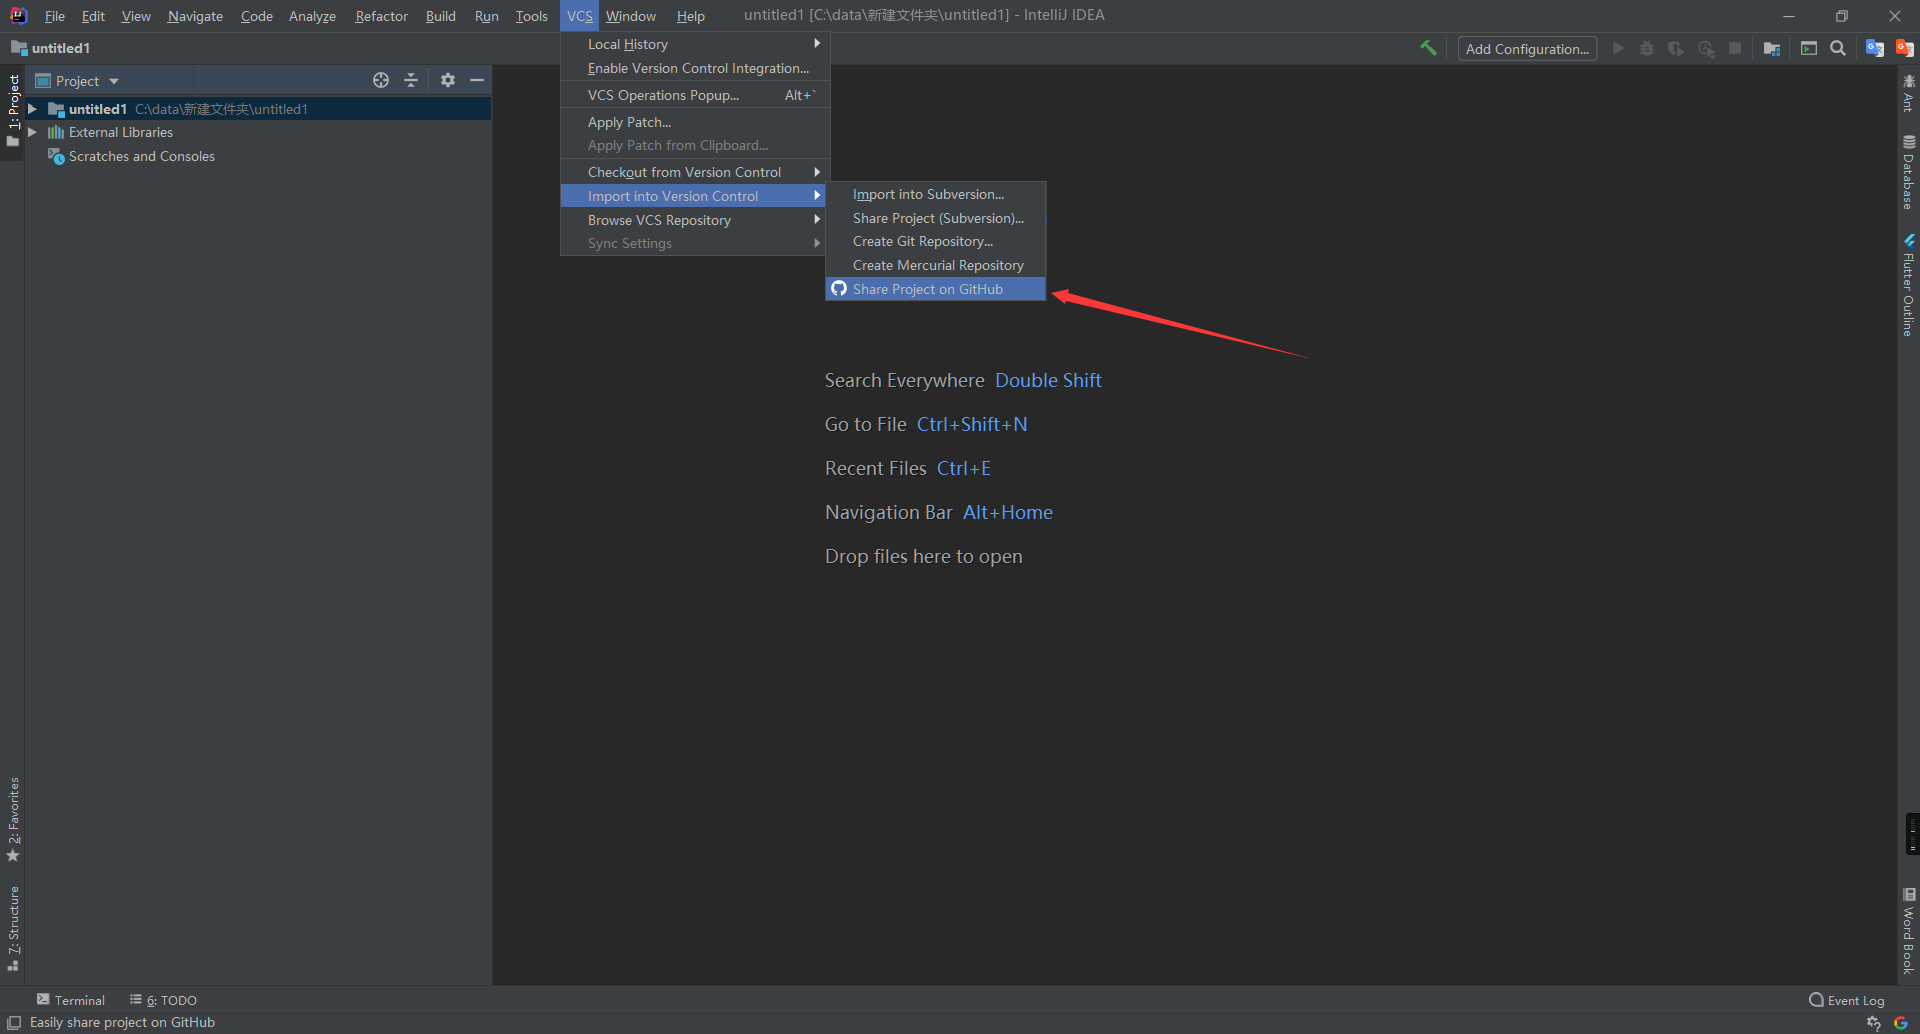 File Edit View Navigate Code Analyze Refactor Build Run Tools VCS Window Help untitled1 [C:\data\新建文件夹\untitled1] - IntelliJ IDEA
untitled1
Add Configuration...
Project
untitled1 C:\data\新建文件夹\untitled1
External Libraries
Scratches and Consoles
Local History
Enable Version Control Integration...
VCS Operations Popup... Alt+`
Apply Patch...
Apply Patch from Clipboard...
Checkout from Version Control
Import into Version Control
Browse VCS Repository
Sync Settings
Import into Subversion...
Share Project (Subversion)...
Create Git Repository...
Create Mercurial Repository
Share Project on GitHub
Search Everywhere Double Shift
Go to File Ctrl+Shift+N
Recent Files Ctrl+E
Navigation Bar Alt+Home
Drop files here to open
1: Project
2: Favorites
7: Structure
Ant
Database
Flutter Outline
Word Book
Terminal 6: TODO Event Log
Easily share project on GitHub